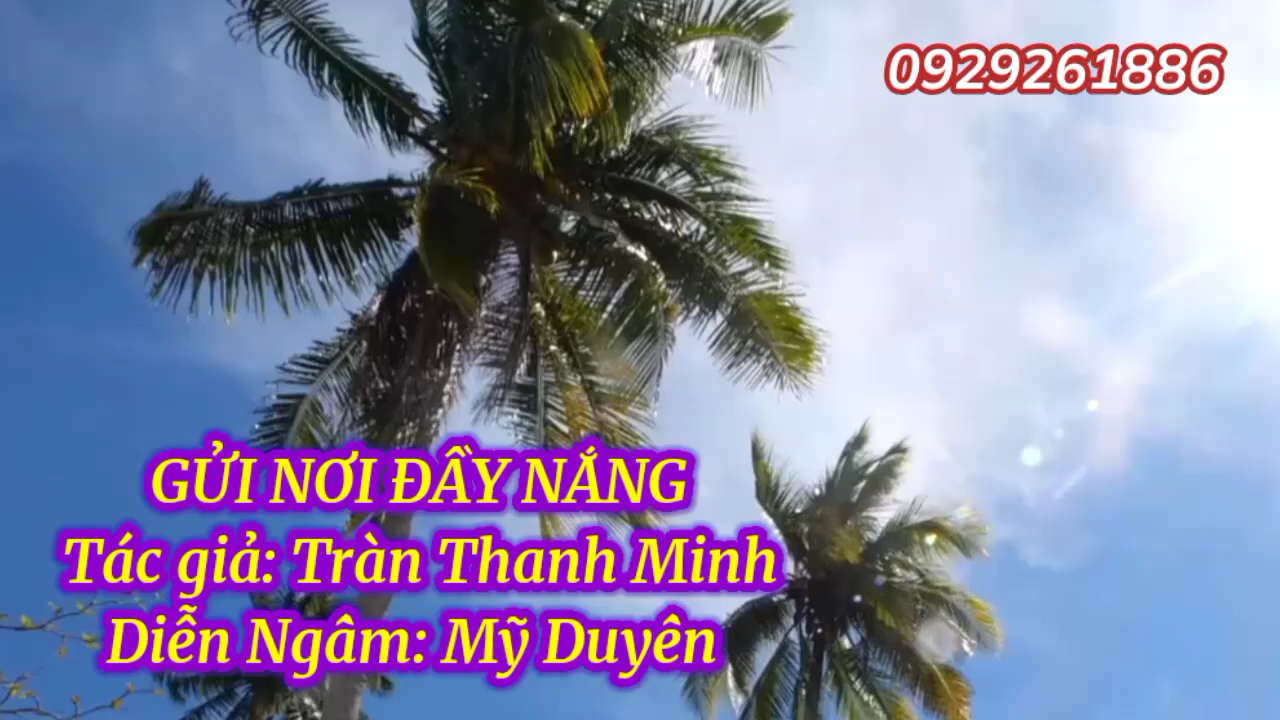 0929261886
GỬI NƠI ĐẦY NẮNG
Tác giả: Tràn Thanh Minh
Diễn Ngâm: Mỹ Duyên